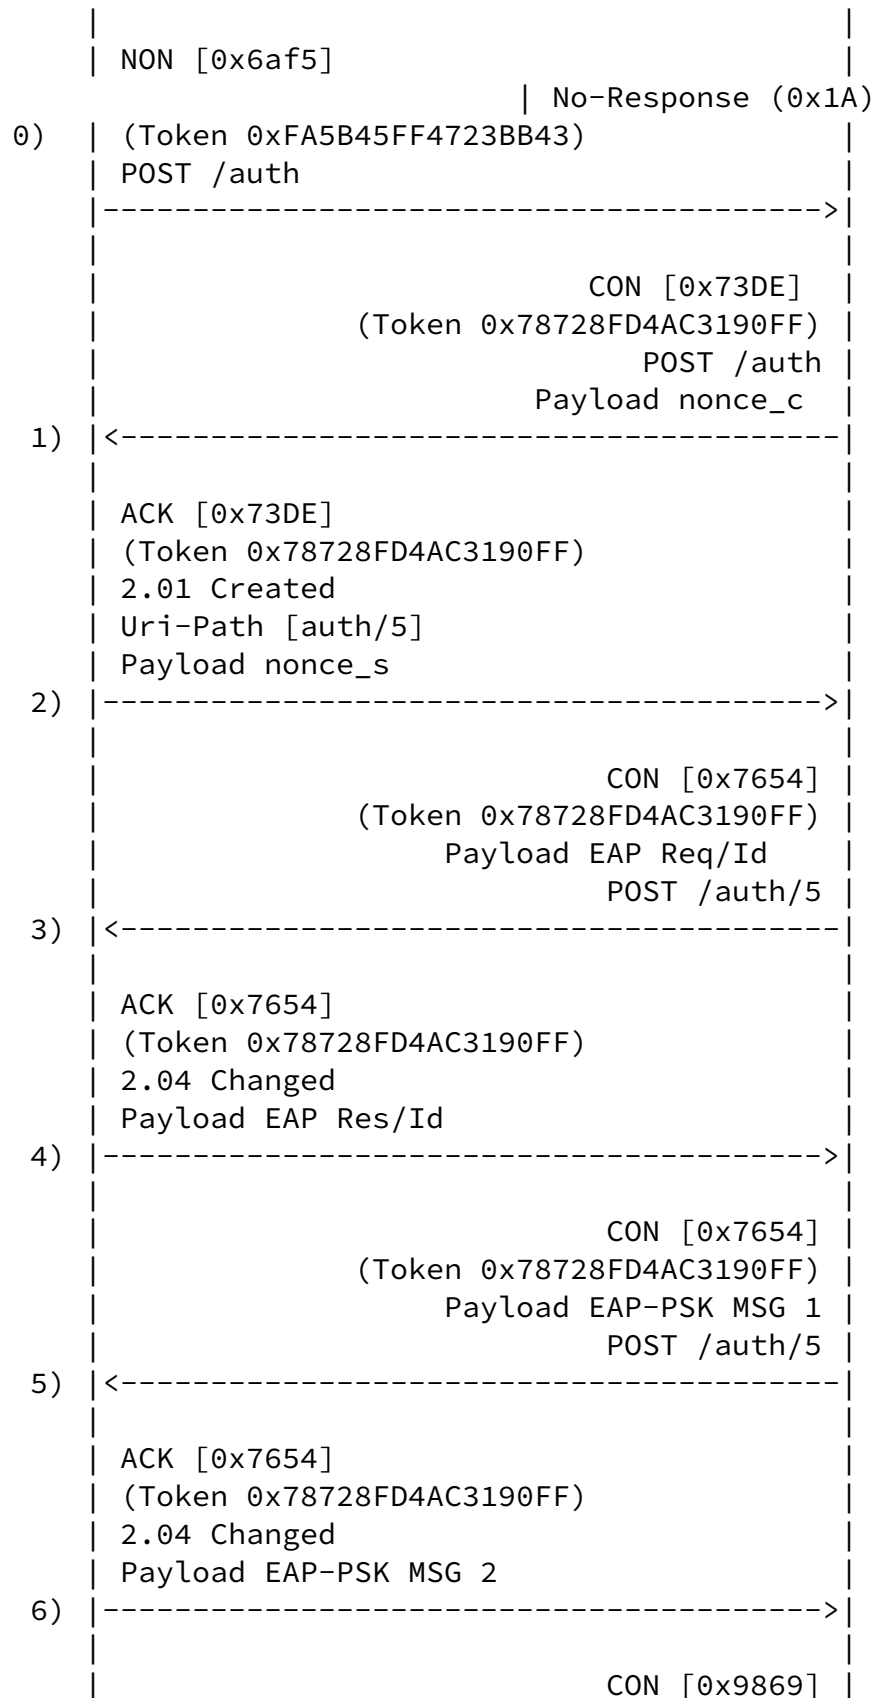 |                                         |
| NON [0x6af5]                            |
                        | No-Response (0x1A)
0)  | (Token 0xFA5B45FF4723BB43)              |
| POST /auth                              |
|---------------------------------------->|
|                                         |
|                           CON [0x73DE]  |
|              (Token 0x78728FD4AC3190FF) |
|                              POST /auth |
|                        Payload nonce_c  |
1)  |<----------------------------------------|
|                                         |
| ACK [0x73DE]                            |
| (Token 0x78728FD4AC3190FF)              |
| 2.01 Created                            |
| Uri-Path [auth/5]                       |
| Payload nonce_s                         |
2)  |---------------------------------------->|
|                                         |
|                            CON [0x7654] |
|              (Token 0x78728FD4AC3190FF) |
|                   Payload EAP Req/Id    |
|                            POST /auth/5 |
3)  |<----------------------------------------|
|                                         |
| ACK [0x7654]                            |
| (Token 0x78728FD4AC3190FF)              |
| 2.04 Changed                            |
| Payload EAP Res/Id                      |
4)  |---------------------------------------->|
|                                         |
|                            CON [0x7654] |
|              (Token 0x78728FD4AC3190FF) |
|                   Payload EAP-PSK MSG 1 |
|                            POST /auth/5 |
5)  |<----------------------------------------|
|                                         |
| ACK [0x7654]                            |
| (Token 0x78728FD4AC3190FF)              |
| 2.04 Changed                            |
| Payload EAP-PSK MSG 2                   |
6)  |---------------------------------------->|
|                                         |
|                            CON [0x9869] |